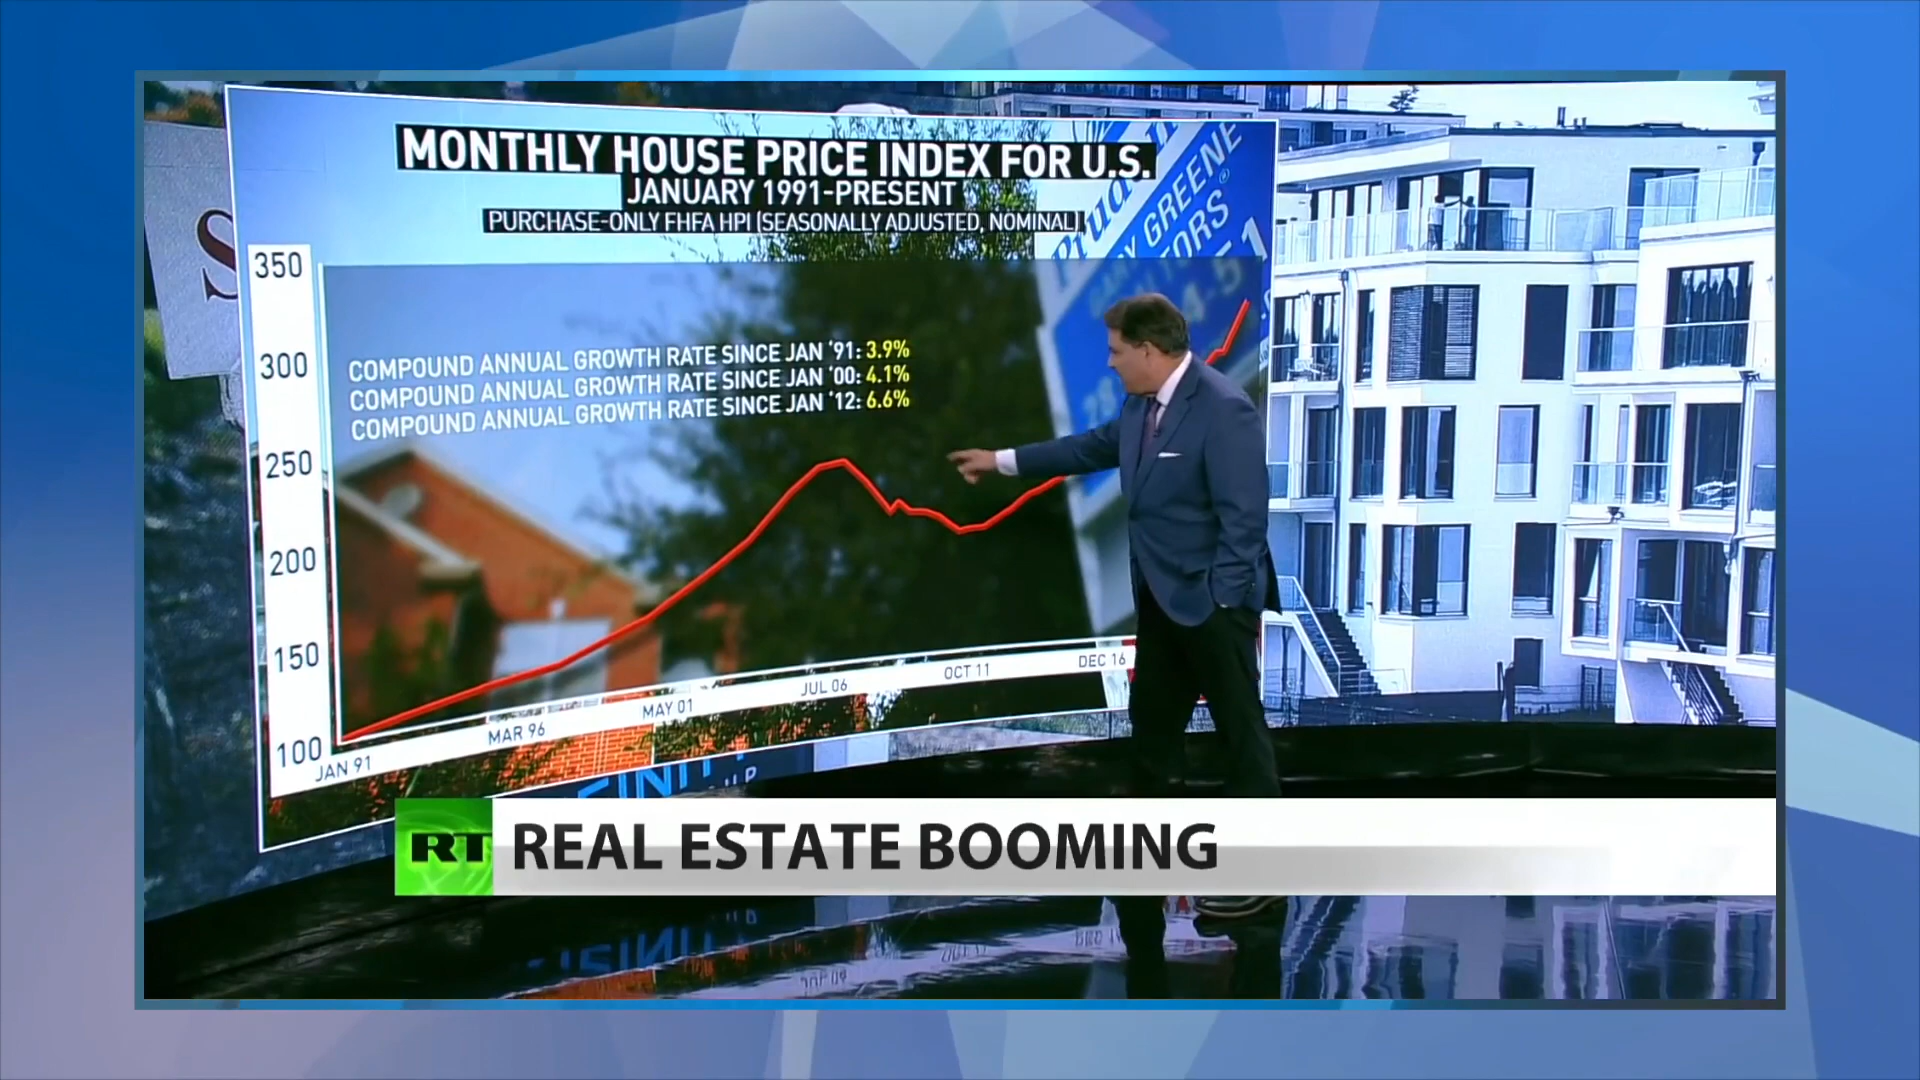 MONTHLY HOUSE PRICE INDEX FOR U.S.
JANUARY 1991-PRESENT
PURCHASE-ONLY FHFA HPI (SEASONALLY ADJUSTED, NOMINAL)
GREENE
350
300
250
200
150
100
COMPOUND ANNUAL GROWTH RATE SINCE JAN '91: 3.9%
COMPOUND ANNUAL GROWTH RATE SINCE JAN '00: 4.1%
COMPOUND ANNUAL GROWTH RATE SINCE JAN '12: 6.6%
JAN 91
MAR 96
MAY 01
JUL 06
OCT 11
DEC 16
RT REAL ESTATE BOOMING